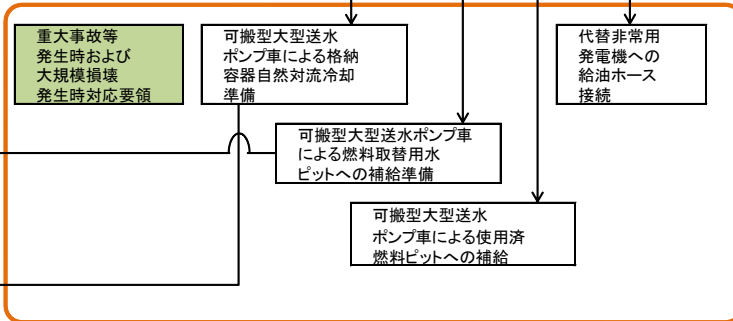 重大事故等
発生時および
大規模損壊
発生時対応要領
可搬型大型送水
ポンプ車による格納
容器自然対流冷却
準備
代替非常用
発電機への
給油ホース
接続
可搬型大型送水ポンプ車
による燃料取替用水
ピットへの補給準備
可搬型大型送水
ポンプ車による使用済
燃料ピットへの補給